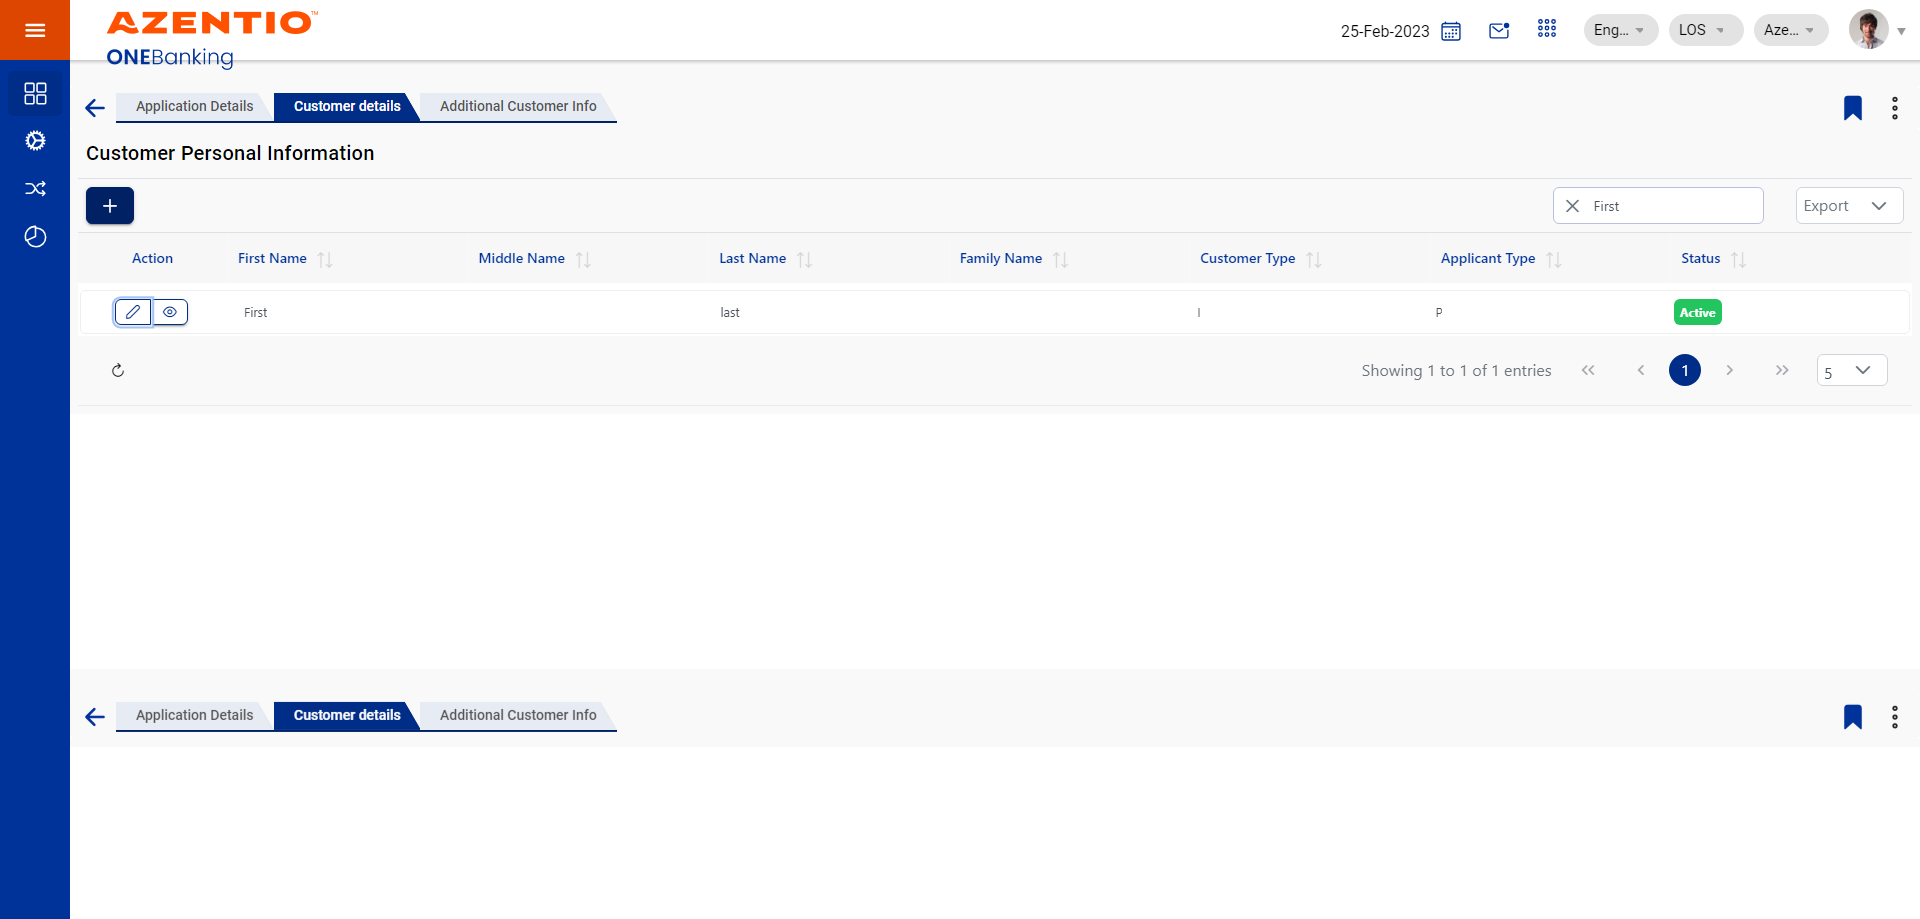 AZENTIO™
ONEBanking
25-Feb-2023
Eng...
LOS
Aze...
Application Details
Customer details
Additional Customer Info
Customer Personal Information
+
First
Export
Action
First Name
Middle Name
Last Name
Family Name
Customer Type
Applicant Type
Status
First
last
I
P
Active
Showing 1 to 1 of 1 entries
1
5
Application Details
Customer details
Additional Customer Info